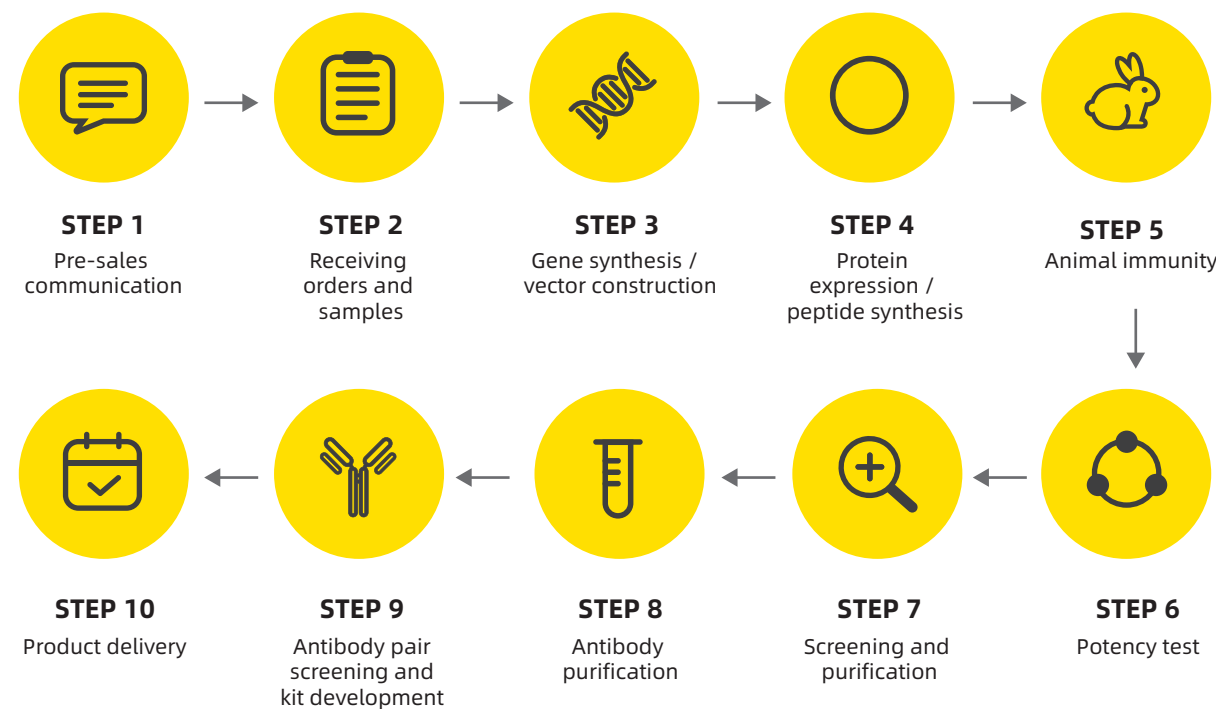 STEP 1
Pre-sales
communication
STEP 2
Receiving
orders and
samples
STEP 3
Gene synthesis /
vector construction
STEP 4
Protein
expression /
peptide synthesis
STEP 5
Animal immunity
STEP 6
Potency test
STEP 7
Screening and
purification
STEP 8
Antibody
purification
STEP 9
Antibody pair
screening and
kit development
STEP 10
Product delivery